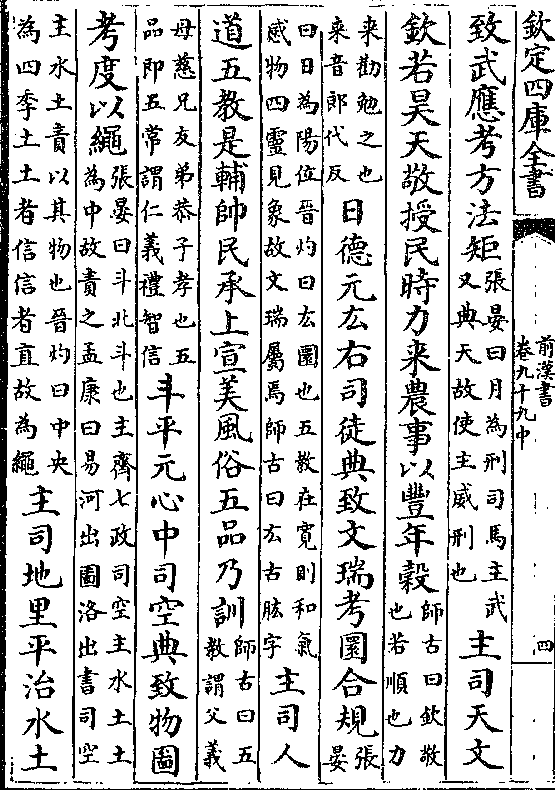 欽定四庫全書
前漢書
卷九十九中
四
致武應考方法矩張晏曰月為刑司馬主武
又典天故使主威刑也主司天文
欽若昊天敬授民時力来農事以豐年榖師古曰欽敬
也若順也力
来勸勉之也
来音郎代反日德元厷右司徒典致文瑞考圜合規張
晏
曰日為陽位晉灼曰厷圜也五教在寛則和氣
感物四靈見象故文瑞屬焉師古曰厷古肱字主司人
道五教是輔帥民承上宣美風俗五品乃訓師古曰五
教謂父義
母慈兄友弟恭子孝也五
品即五常謂仁義禮智信斗平元心中司空典致物圖
考度以繩張晏曰斗北斗也主齊七政司空主水土土
為中故責之孟康曰易河出圖洛出書司空
主水土責以其物也晉灼曰中央
為四季土土者信信者直故為繩主司地里平治水土